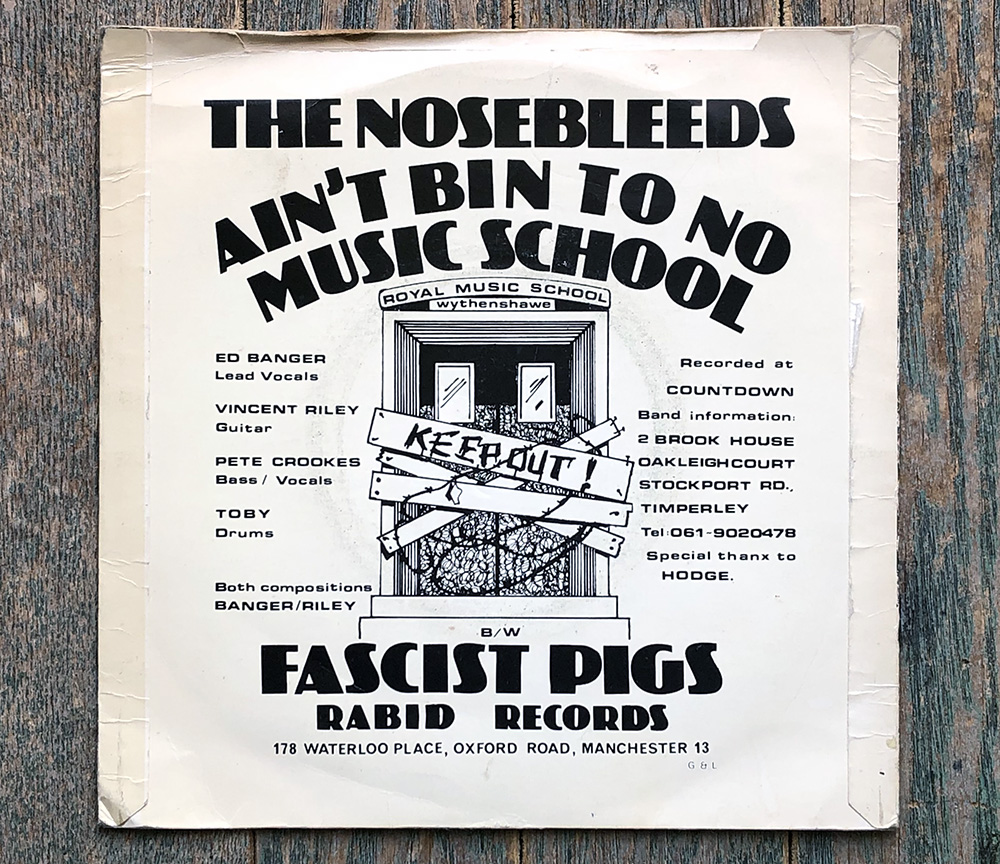 THE NOSEBLEEDS
AIN'T BIN TO NO
MUSIC SCHOOL
ROYAL MUSIC SCHOOL
wythenshawe
ED BANGER
Lead Vocals
VINCENT RILEY
Guitar
PETE CROOKES
Bass / Vocals
TOBY
Drums
Both compositions
BANGER/RILEY
KEEP OUT !
Recorded at
COUNTDOWN
Band information:
2 BROOK HOUSE
OAKLEIGHCOURT
STOCKPORT RD.,
TIMPERLEY
Tel:061-9020478
Special thanx to
HODGE.
B/W
FASCIST PIGS
RABID RECORDS
178 WATERLOO PLACE, OXFORD ROAD, MANCHESTER 13
G & L